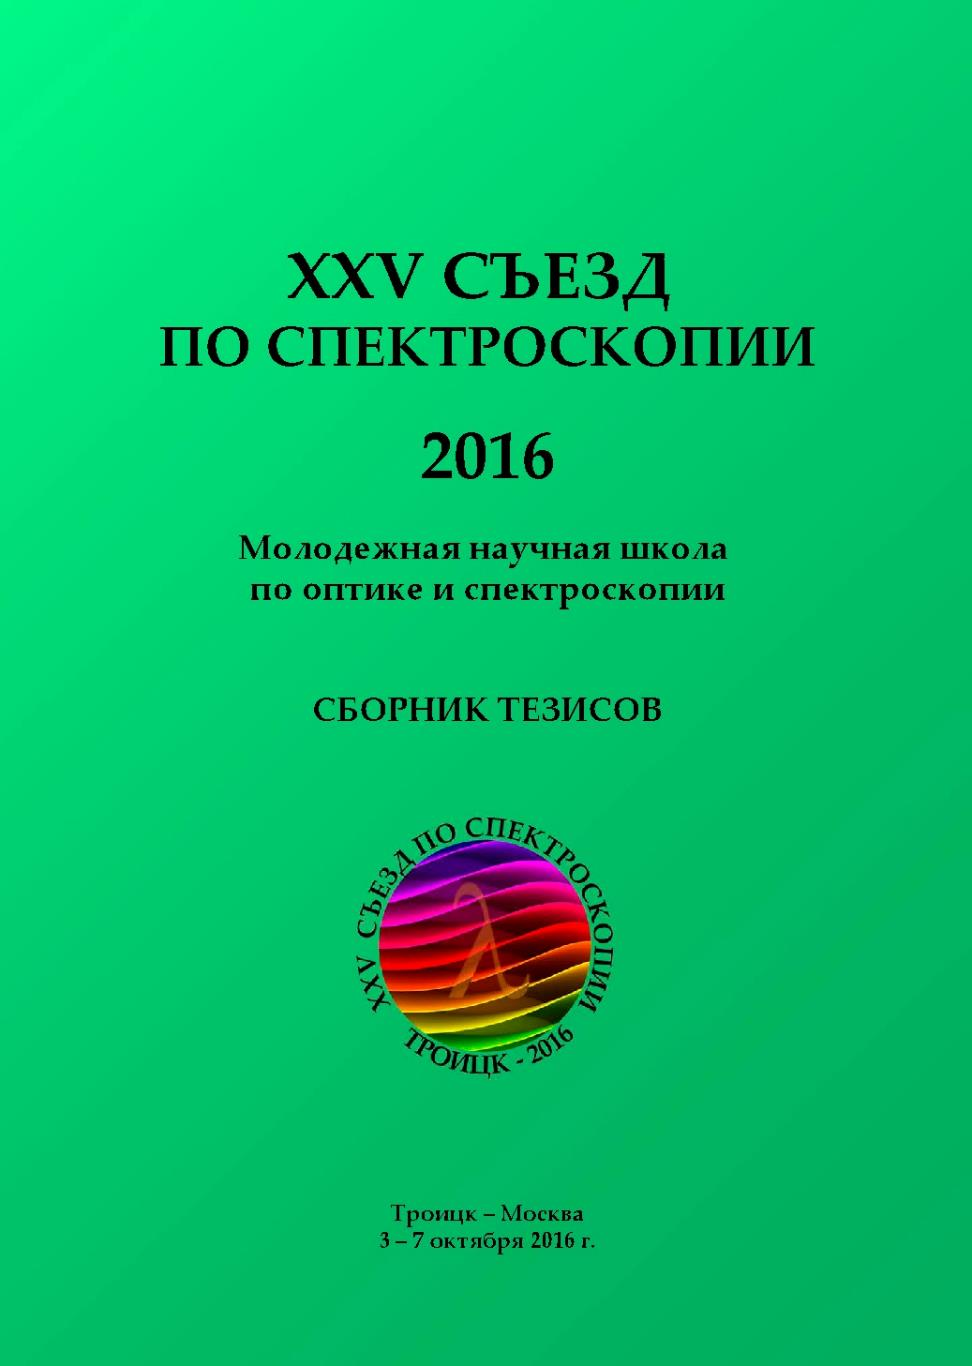 XXV СЪЕЗД
ПО СПЕКТРОСКОПИИ
2016
Молодежная научная школа
по оптике и спектроскопии
СБОРНИК ТЕЗИСОВ
XXV СЪЕЗД ПО СПЕКТРОСКОПИИ
λ
ТРОИЦК - 2016
Троицк – Москва
3 – 7 октября 2016 г.